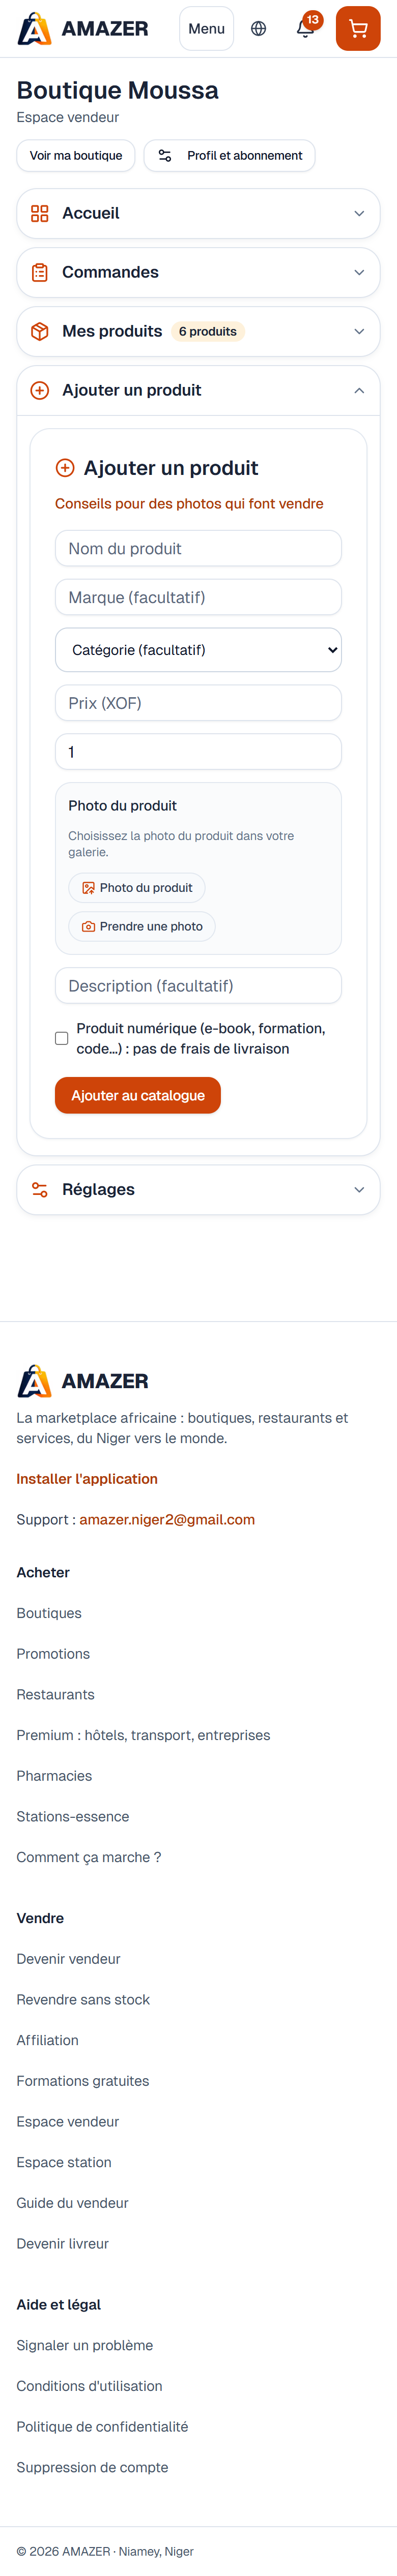 AMAZER
Menu
13
Boutique Moussa
Espace vendeur
Voir ma boutique
Profil et abonnement
Accueil
Commandes
Mes produits
6 produits
Ajouter un produit
Ajouter un produit
Conseils pour des photos qui font vendre
Nom du produit
Marque (facultatif)
Catégorie (facultatif)
Prix (XOF)
1
Photo du produit
Choisissez la photo du produit dans votre
galerie.
Photo du produit
Prendre une photo
Description (facultatif)
Produit numérique (e-book, formation,
code…) : pas de frais de livraison
Ajouter au catalogue
Réglages
AMAZER
La marketplace africaine : boutiques, restaurants et
services, du Niger vers le monde.
Installer l'application
Support : amazer.niger2@gmail.com
Acheter
Boutiques
Promotions
Restaurants
Premium : hôtels, transport, entreprises
Pharmacies
Stations-essence
Comment ça marche ?
Vendre
Devenir vendeur
Revendre sans stock
Affiliation
Formations gratuites
Espace vendeur
Espace station
Guide du vendeur
Devenir livreur
Aide et légal
Signaler un problème
Conditions d'utilisation
Politique de confidentialité
Suppression de compte
© 2026 AMAZER · Niamey, Niger